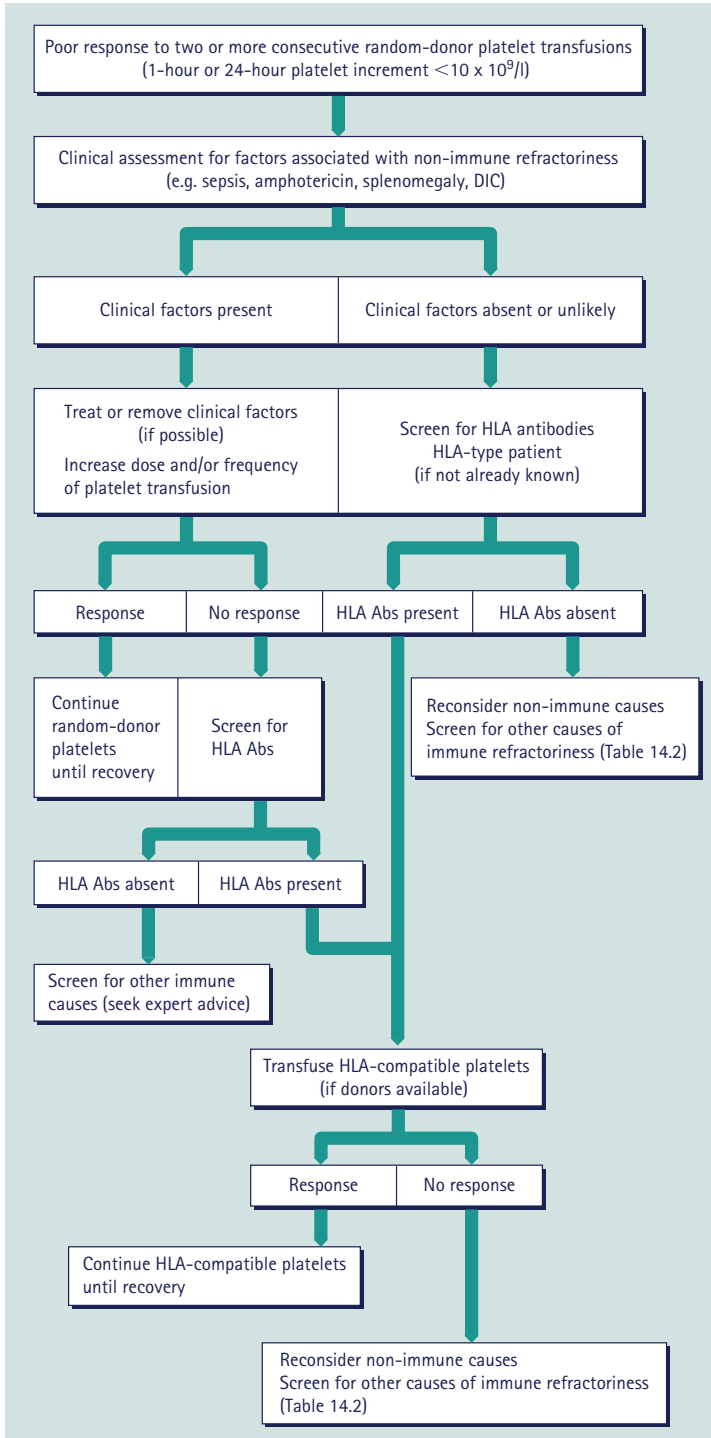 Poor response to two or more consecutive random-donor platelet transfusions
(1-hour or 24-hour platelet increment <10 x 10⁹/l)
Clinical assessment for factors associated with non-immune refractoriness
(e.g. sepsis, amphotericin, splenomegaly, DIC)
Clinical factors present
Clinical factors absent or unlikely
Treat or remove clinical factors
(if possible)
Increase dose and/or frequency
of platelet transfusion
Screen for HLA antibodies
HLA-type patient
(if not already known)
Response
No response
HLA Abs present
HLA Abs absent
Continue
random-donor
platelets
until recovery
Screen for
HLA Abs
Reconsider non-immune causes
Screen for other causes of
immune refractoriness (Table 14.2)
HLA Abs absent
HLA Abs present
Screen for other immune
causes (seek expert advice)
Transfuse HLA-compatible platelets
(if donors available)
Response
No response
Continue HLA-compatible platelets
until recovery
Reconsider non-immune causes
Screen for other causes of immune refractoriness
(Table 14.2)